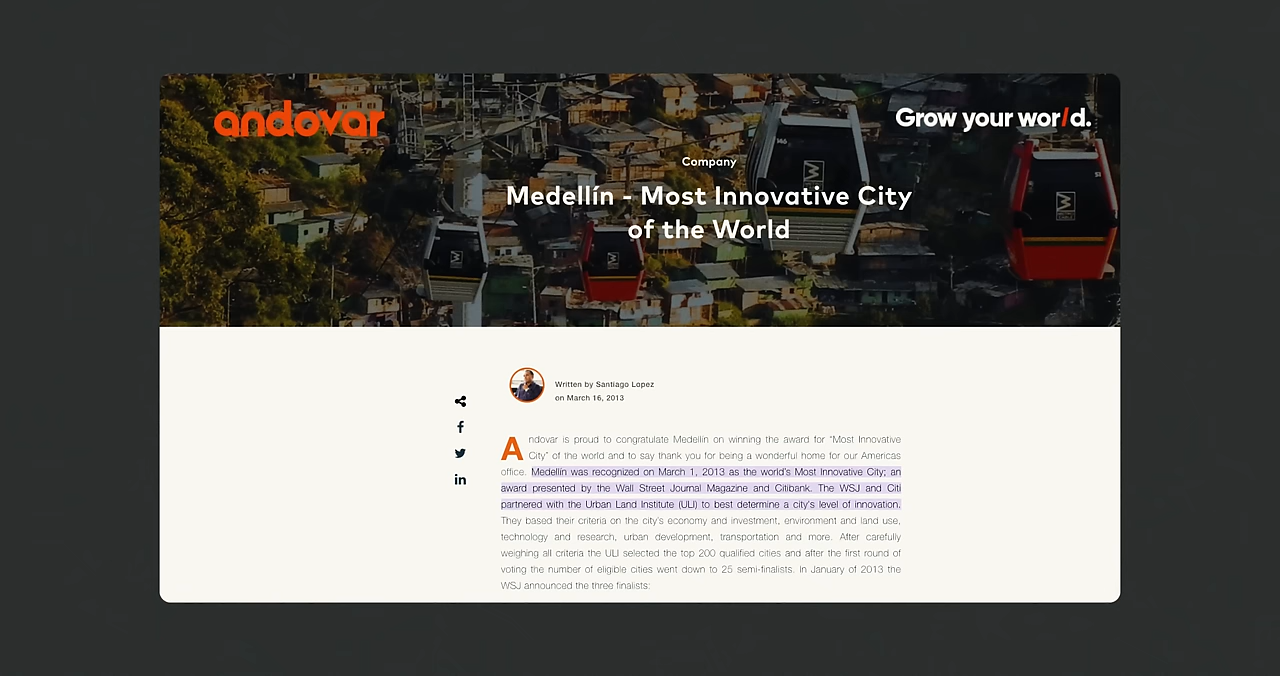 andovar
Grow your wor/d.
Company
Medellín - Most Innovative City
of the World
Written by Santiago Lopez
on March 16, 2013
Andovar is proud to congratulate Medellín on winning the award for “Most Innovative
City” of the world and to say thank you for being a wonderful home for our Americas
office. Medellín was recognized on March 1, 2013 as the world's Most Innovative City; an
award presented by the Wall Street Journal Magazine and Citibank. The WSJ and Citi
partnered with the Urban Land Institute (ULI) to best determine a city's level of innovation.
They based their criteria on the city's economy and investment, environment and land use,
technology and research, urban development, transportation and more. After carefully
weighing all criteria the ULI selected the top 200 qualified cities and after the first round of
voting the number of eligible cities went down to 25 semi-finalists. In January of 2013 the
WSJ announced the three finalists: